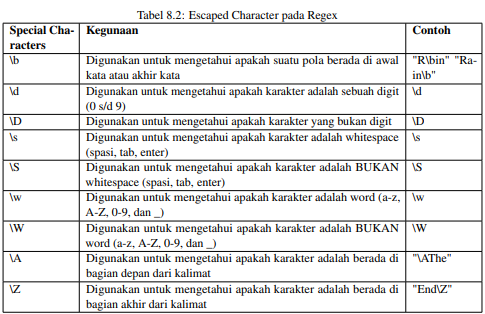 Tabel 8.2: Escaped Character pada Regex
Special Cha- Kegunaan Contoh
racters
\b Digunakan untuk mengetahui apakah suatu pola berada di awal "R\bin" "Ra-
kata atau akhir kata in\b"
\d Digunakan untuk mengetahui apakah karakter adalah sebuah digit \d
(0 s/d 9)
\D Digunakan untuk mengetahui apakah karakter yang bukan digit \D
\s Digunakan untuk mengetahui apakah karakter adalah whitespace \s
(spasi, tab, enter)
\S Digunakan untuk mengetahui apakah karakter adalah BUKAN \S
whitespace (spasi, tab, enter)
\w Digunakan untuk mengetahui apakah karakter adalah word (a-z, \w
A-Z, 0-9, dan _)
\W Digunakan untuk mengetahui apakah karakter adalah BUKAN \W
word (a-z, A-Z, 0-9, dan _)
\A Digunakan untuk mengetahui apakah karakter adalah berada di "\AThe"
bagian depan dari kalimat
\Z Digunakan untuk mengetahui apakah karakter adalah berada di "End\Z"
bagian akhir dari kalimat